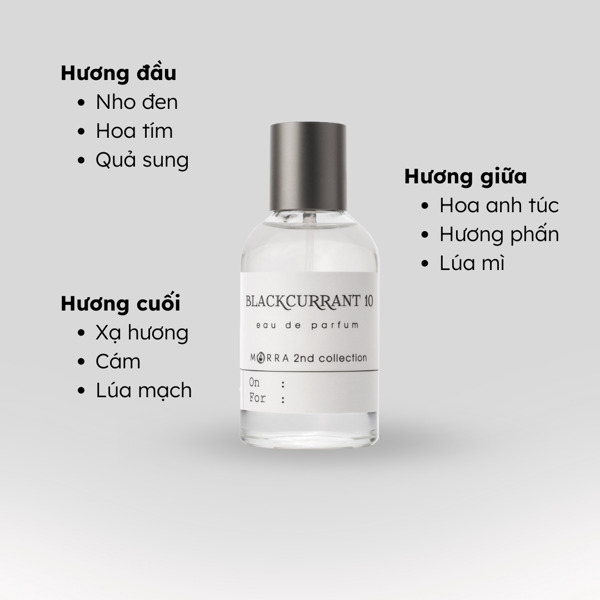 Hương đầu
• Nho đen
• Hoa tím
• Quả sung
Hương giữa
• Hoa anh túc
• Hương phấn
• Lúa mì
Hương cuối
• Xạ hương
• Cám
• Lúa mạch
BLACKCURRANT 10
eau de parfum
MORRA 2nd collection
On :
For :